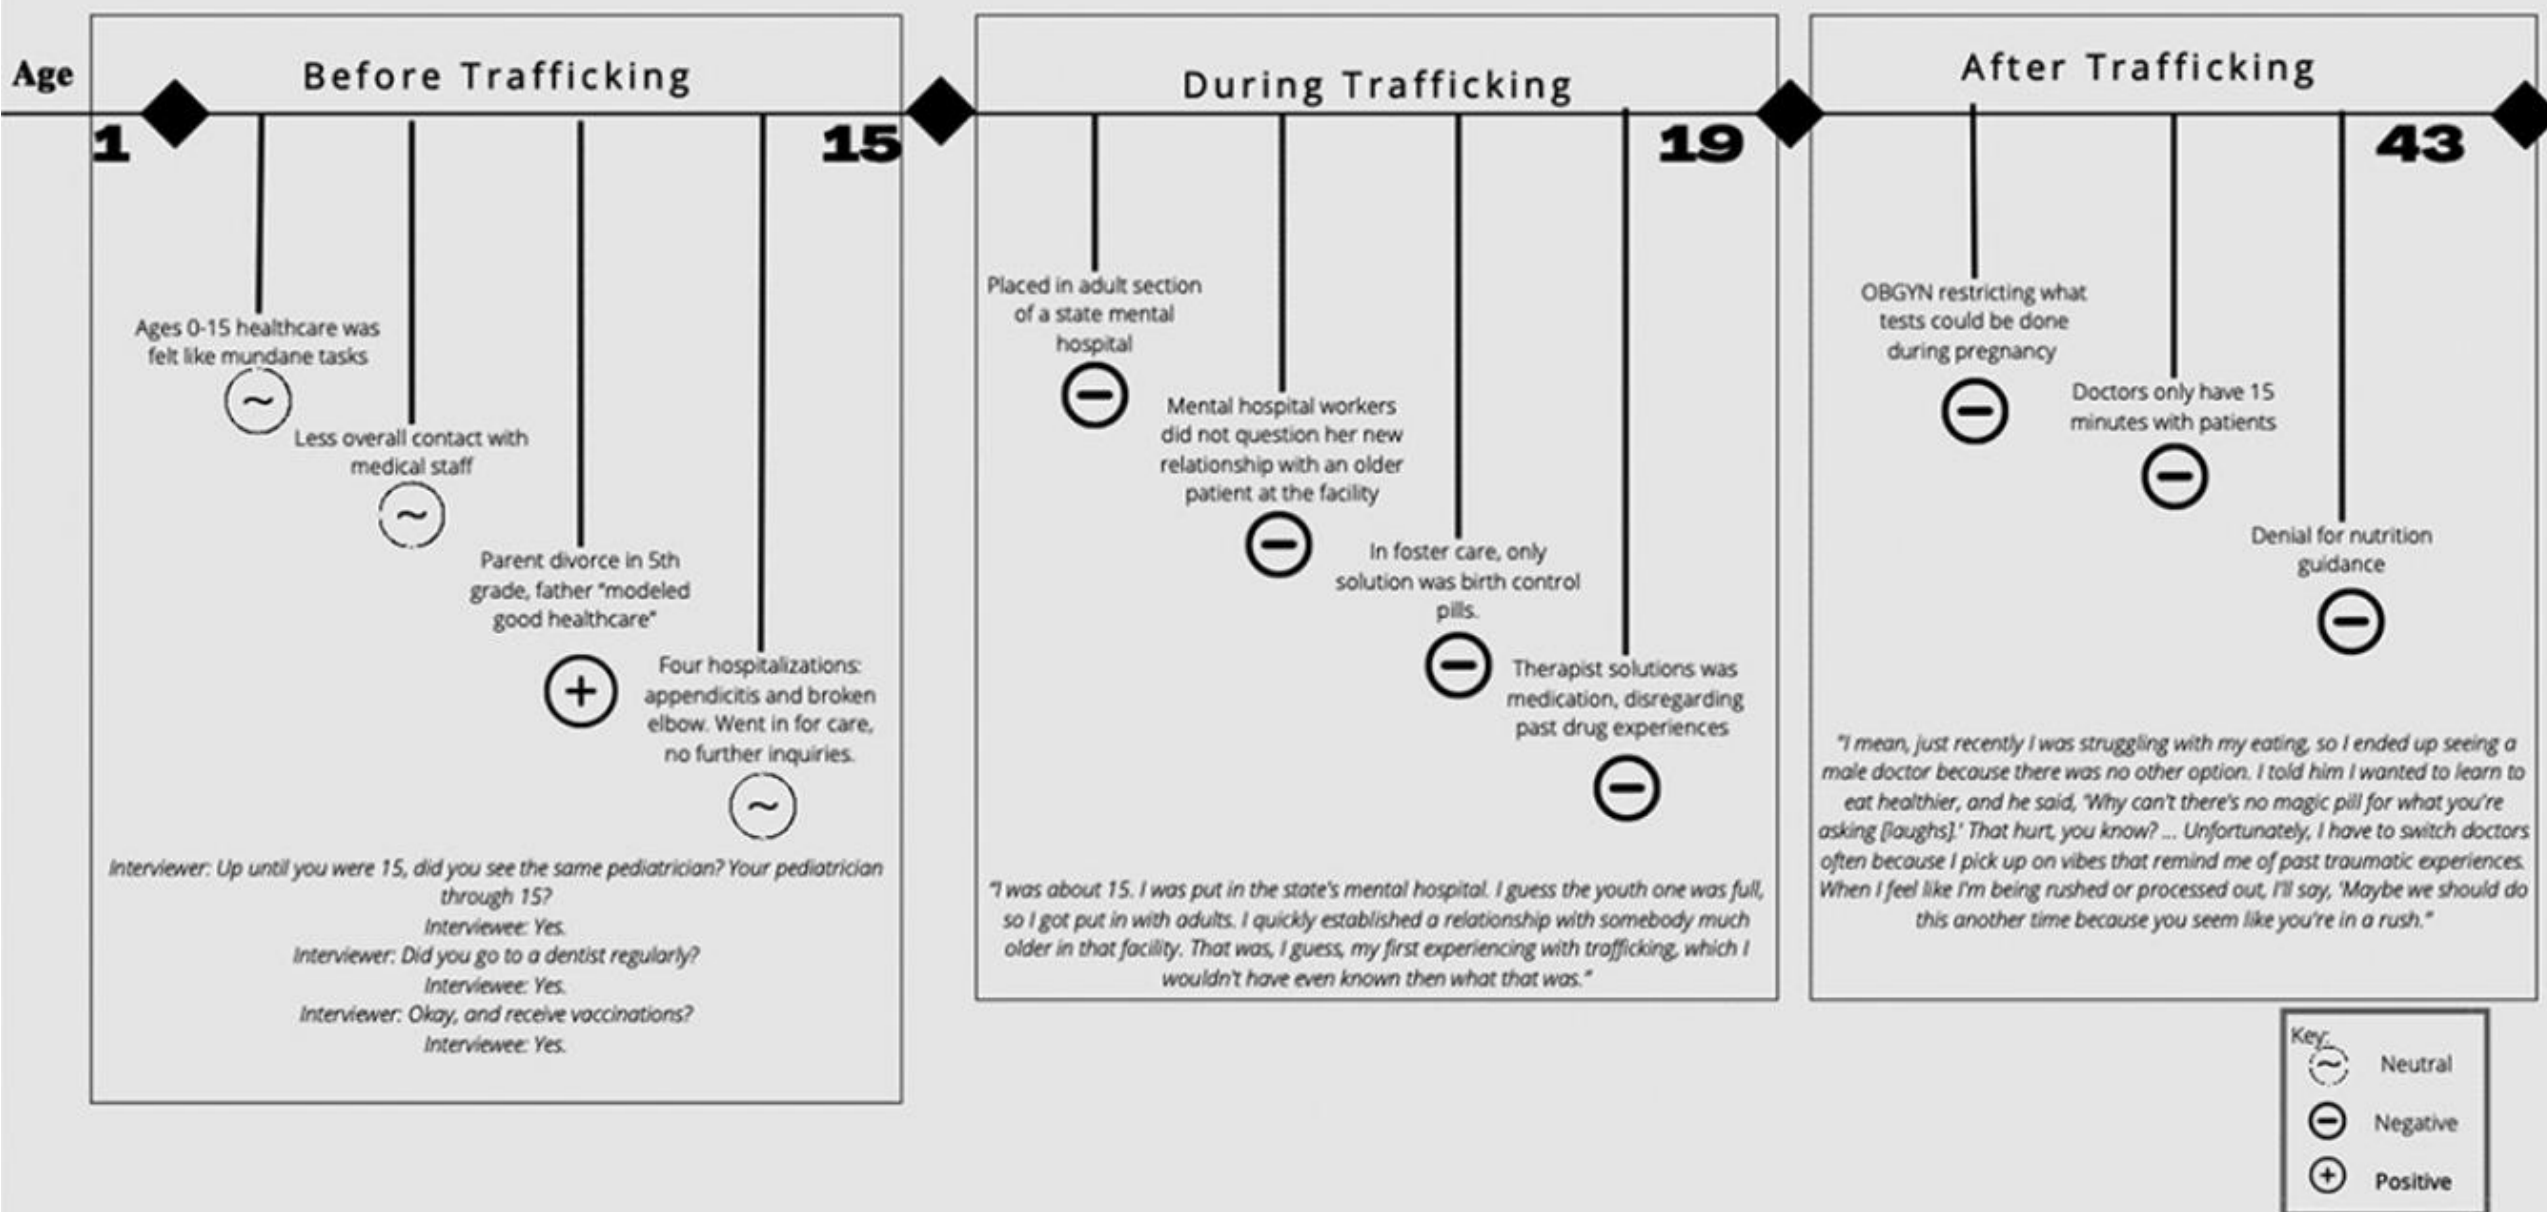 Age
Before Trafficking
1
15
Ages 0-15 healthcare was
felt like mundane tasks
~
Less overall contact with
medical staff
~
Parent divorce in 5th
grade, father "modeled
good healthcare"
+
Four hospitalizations:
appendicitis and broken
elbow. Went in for care,
no further inquiries.
~
Interviewer: Up until you were 15, did you see the same pediatrician? Your pediatrician
through 15?
Interviewee: Yes.
Interviewer: Did you go to a dentist regularly?
Interviewee: Yes.
Interviewer: Okay, and receive vaccinations?
Interviewee: Yes.
During Trafficking
19
Placed in adult section
of a state mental
hospital
−
Mental hospital workers
did not question her new
relationship with an older
patient at the facility
−
In foster care, only
solution was birth control
pills.
−
Therapist solutions was
medication, disregarding
past drug experiences
−
"I was about 15. I was put in the state's mental hospital. I guess the youth one was full,
so I got put in with adults. I quickly established a relationship with somebody much
older in that facility. That was, I guess, my first experiencing with trafficking, which I
wouldn't have even known then what that was."
After Trafficking
43
OBGYN restricting what
tests could be done
during pregnancy
−
Doctors only have 15
minutes with patients
−
Denial for nutrition
guidance
−
"I mean, just recently I was struggling with my eating, so I ended up seeing a
male doctor because there was no other option. I told him I wanted to learn to
eat healthier, and he said, 'Why can't there's no magic pill for what you're
asking [laughs].' That hurt, you know? ... Unfortunately, I have to switch doctors
often because I pick up on vibes that remind me of past traumatic experiences.
When I feel like I'm being rushed or processed out, I'll say, 'Maybe we should do
this another time because you seem like you're in a rush."
Key:
~ Neutral
− Negative
+ Positive